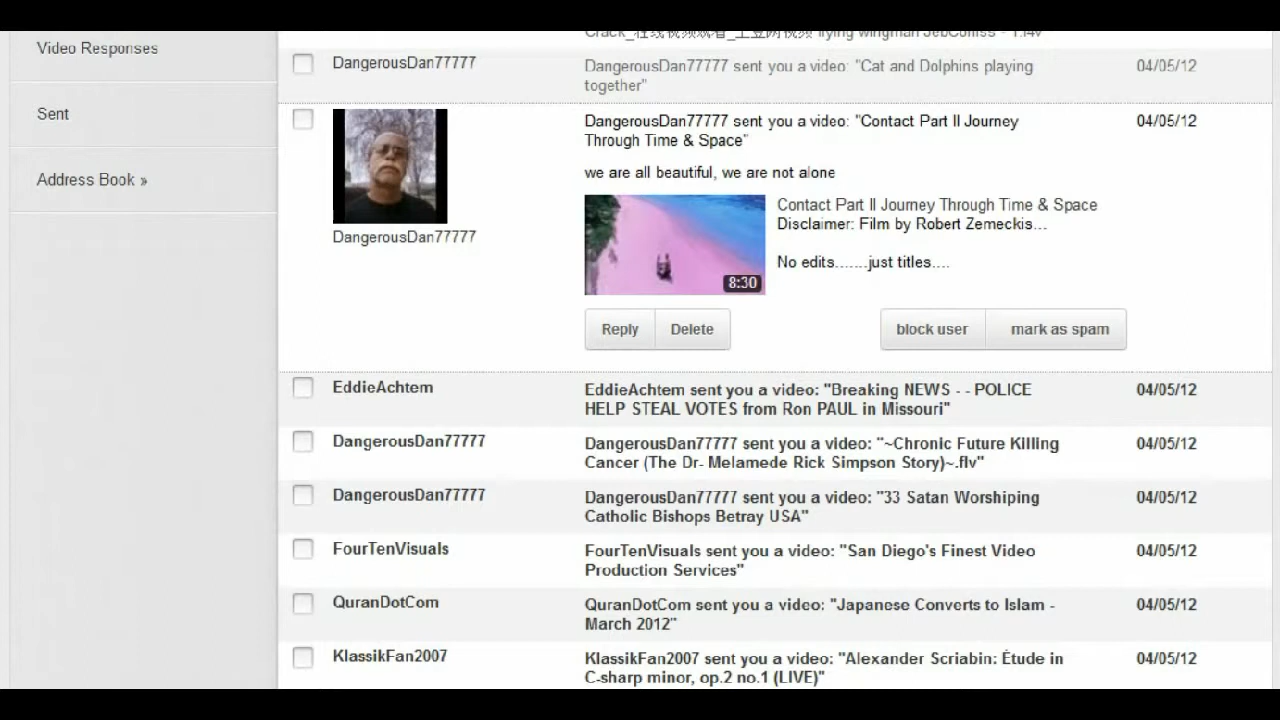 Video Responses
Sent
Address Book »
flying wingman JebCorliss - 1.f4v
DangerousDan77777
DangerousDan77777 sent you a video: "Cat and Dolphins playing
together"
04/05/12
DangerousDan77777
DangerousDan77777 sent you a video: "Contact Part II Journey
Through Time & Space"
04/05/12
we are all beautiful, we are not alone
8:30
Contact Part II Journey Through Time & Space
Disclaimer: Film by Robert Zemeckis...
No edits.......just titles....
Reply
Delete
block user
mark as spam
EddieAchtem
EddieAchtem sent you a video: "Breaking NEWS - - POLICE
HELP STEAL VOTES from Ron PAUL in Missouri"
04/05/12
DangerousDan77777
DangerousDan77777 sent you a video: "~Chronic Future Killing
Cancer (The Dr- Melamede Rick Simpson Story)~.flv"
04/05/12
DangerousDan77777
DangerousDan77777 sent you a video: "33 Satan Worshiping
Catholic Bishops Betray USA"
04/05/12
FourTenVisuals
FourTenVisuals sent you a video: "San Diego's Finest Video
Production Services"
04/05/12
QuranDotCom
QuranDotCom sent you a video: "Japanese Converts to Islam -
March 2012"
04/05/12
KlassikFan2007
KlassikFan2007 sent you a video: "Alexander Scriabin: Étude in
C-sharp minor, op.2 no.1 (LIVE)"
04/05/12